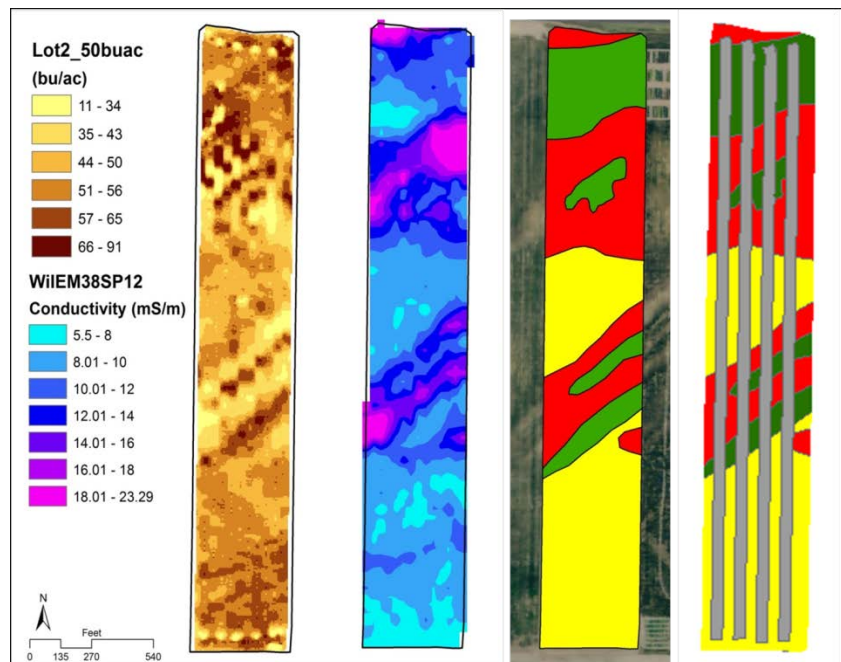 Lot2_50buac
(bu/ac)
11 - 34
35 - 43
44 - 50
51 - 56
57 - 65
66 - 91
WilEM38SP12
Conductivity (mS/m)
5.5 - 8
8.01 - 10
10.01 - 12
12.01 - 14
14.01 - 16
16.01 - 18
18.01 - 23.29
N
Feet
0 135 270 540